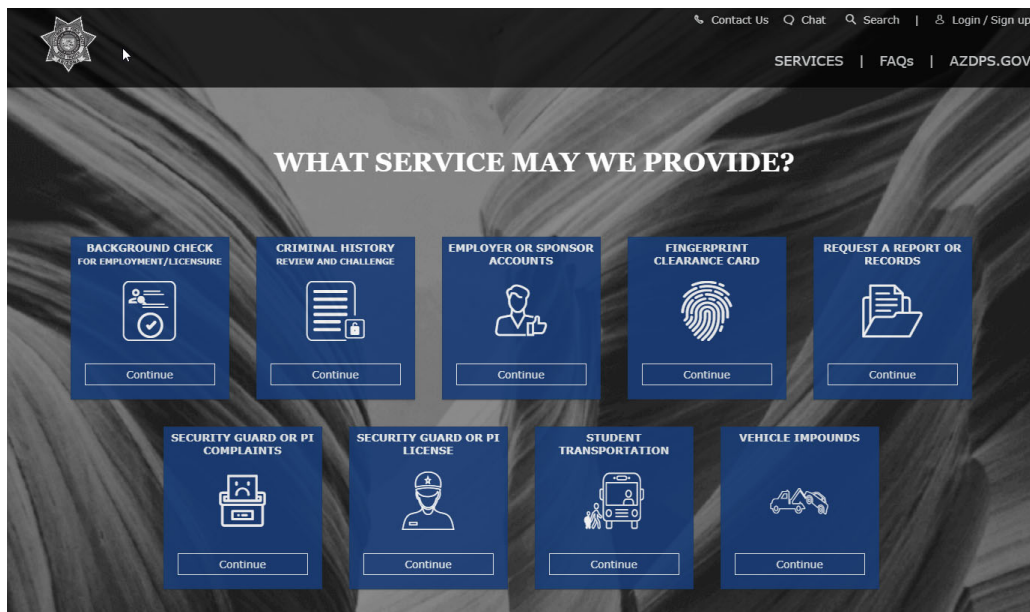 Contact Us Chat Search | Login / Sign up
SERVICES | FAQs | AZDPS.GOV
WHAT SERVICE MAY WE PROVIDE?
BACKGROUND CHECK
FOR EMPLOYMENT/LICENSURE
Continue
CRIMINAL HISTORY
REVIEW AND CHALLENGE
Continue
EMPLOYER OR SPONSOR
ACCOUNTS
Continue
FINGERPRINT
CLEARANCE CARD
Continue
REQUEST A REPORT OR
RECORDS
Continue
SECURITY GUARD OR PI
COMPLAINTS
Continue
SECURITY GUARD OR PI
LICENSE
Continue
STUDENT
TRANSPORTATION
Continue
VEHICLE IMPOUNDS
Continue